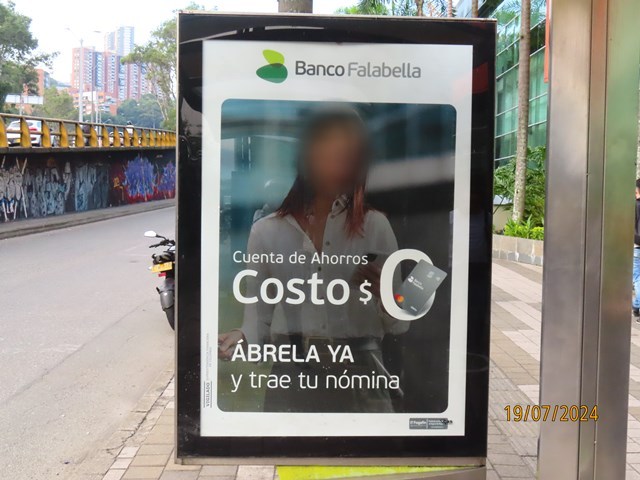 Banco Falabella
Cuenta de Ahorros
Costo $0
ÁBRELA YA
y trae tu nómina
19/07/2024